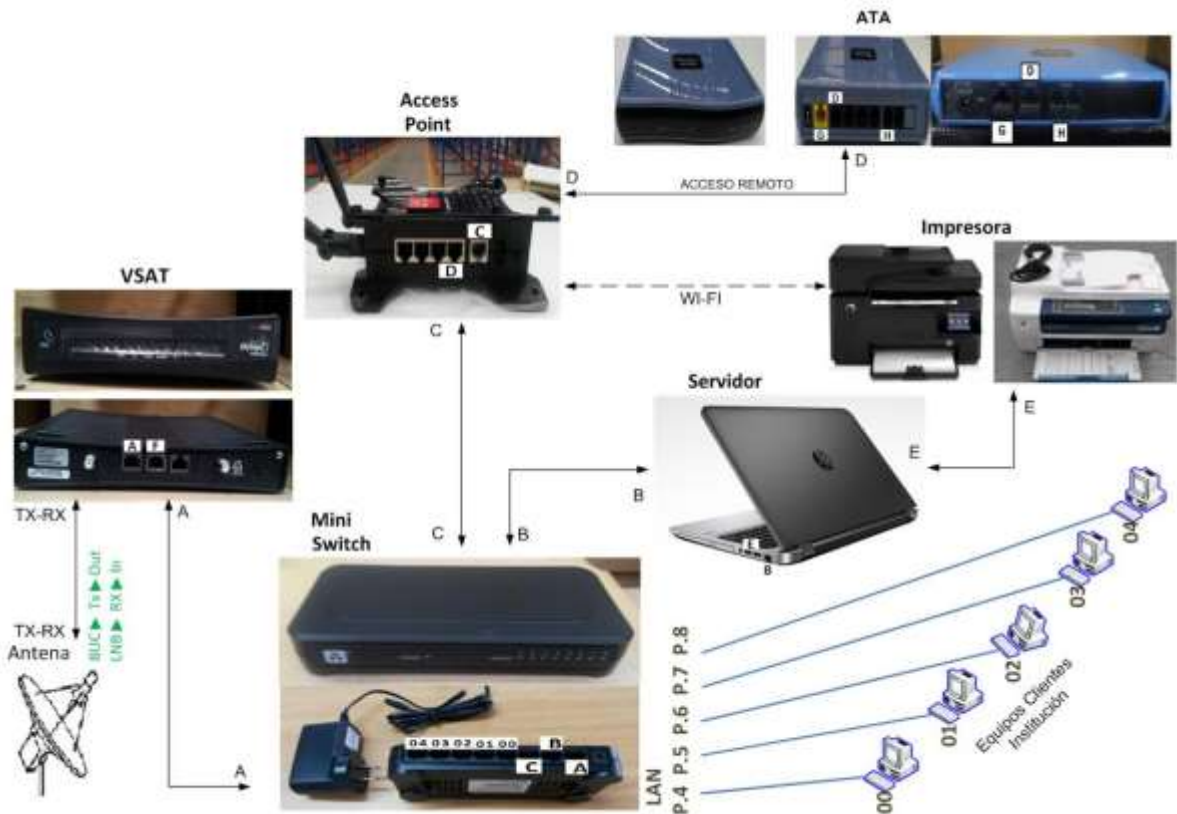 ATA
O
G
H
O
G
H
D
ACCESO REMOTO
D
Access
Point
C
D
WI-FI
Impresora
VSAT
A F
TX-RX
A
BUC ▶ Tx ▶ Out
LNB ▶ RX ▶ In
TX-RX
Antena
A
C
C
B
B
Servidor
E
E
B
Mini
Switch
04 03 02 01 00
B
C
A
LAN
P.4 P.5 P.6 P.7 P.8
00
01
02
03
04
Equipos Clientes
Institución